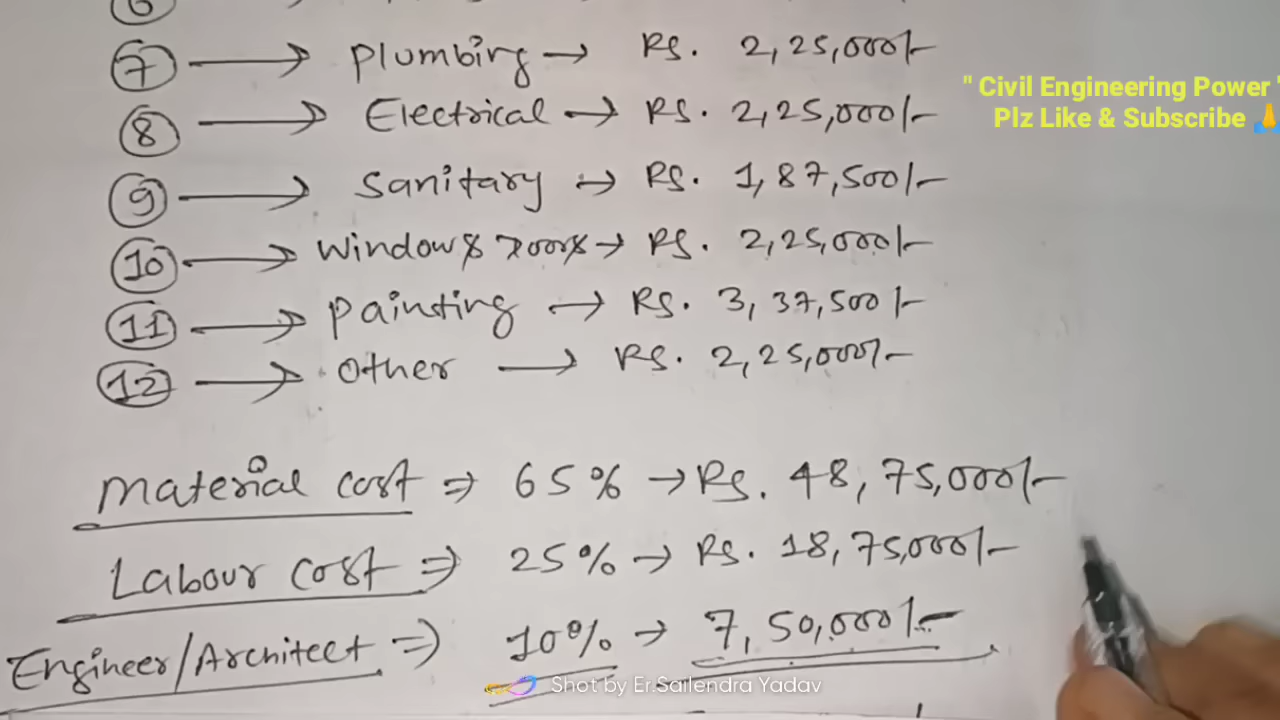 6
7 → Plumbing → Rs. 2,25,000/-
" Civil Engineering Power "
8 → Electrical → Rs. 2,25,000/-
Plz Like & Subscribe 🙏
9 → Sanitary → Rs. 1,87,500/-
10 → Window & Doors → Rs. 2,25,000/-
11 → Painting → Rs. 3,37,500/-
12 → Other → Rs. 2,25,000/-
Material cost ⇒ 65% → Rs. 48,75,000/-
Labour cost ⇒ 25% → Rs. 18,75,000/-
Engineer/Architect ⇒ 10% → 7,50,000/-
Shot by Er.Sailendra Yadav